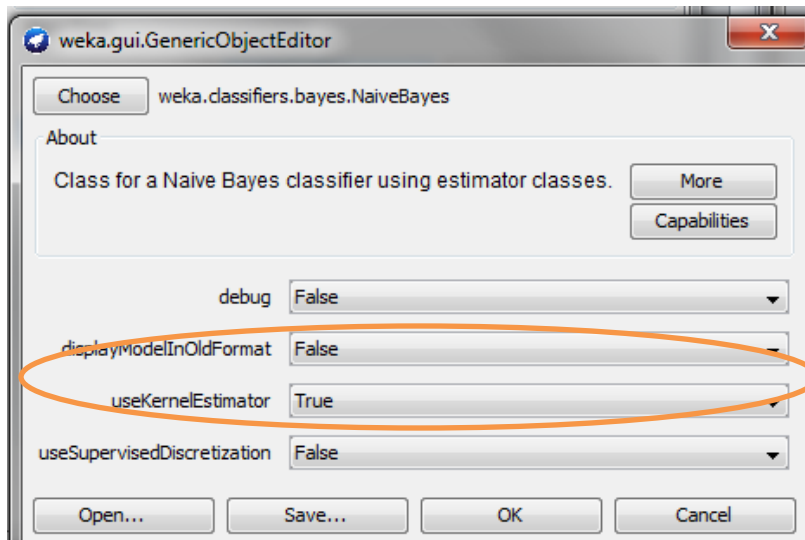 weka.gui.GenericObjectEditor
Choose weka.classifiers.bayes.NaiveBayes
About
Class for a Naive Bayes classifier using estimator classes. More
Capabilities
debug False
displayModelInOldFormat False
useKernelEstimator True
useSupervisedDiscretization False
Open... Save... OK Cancel